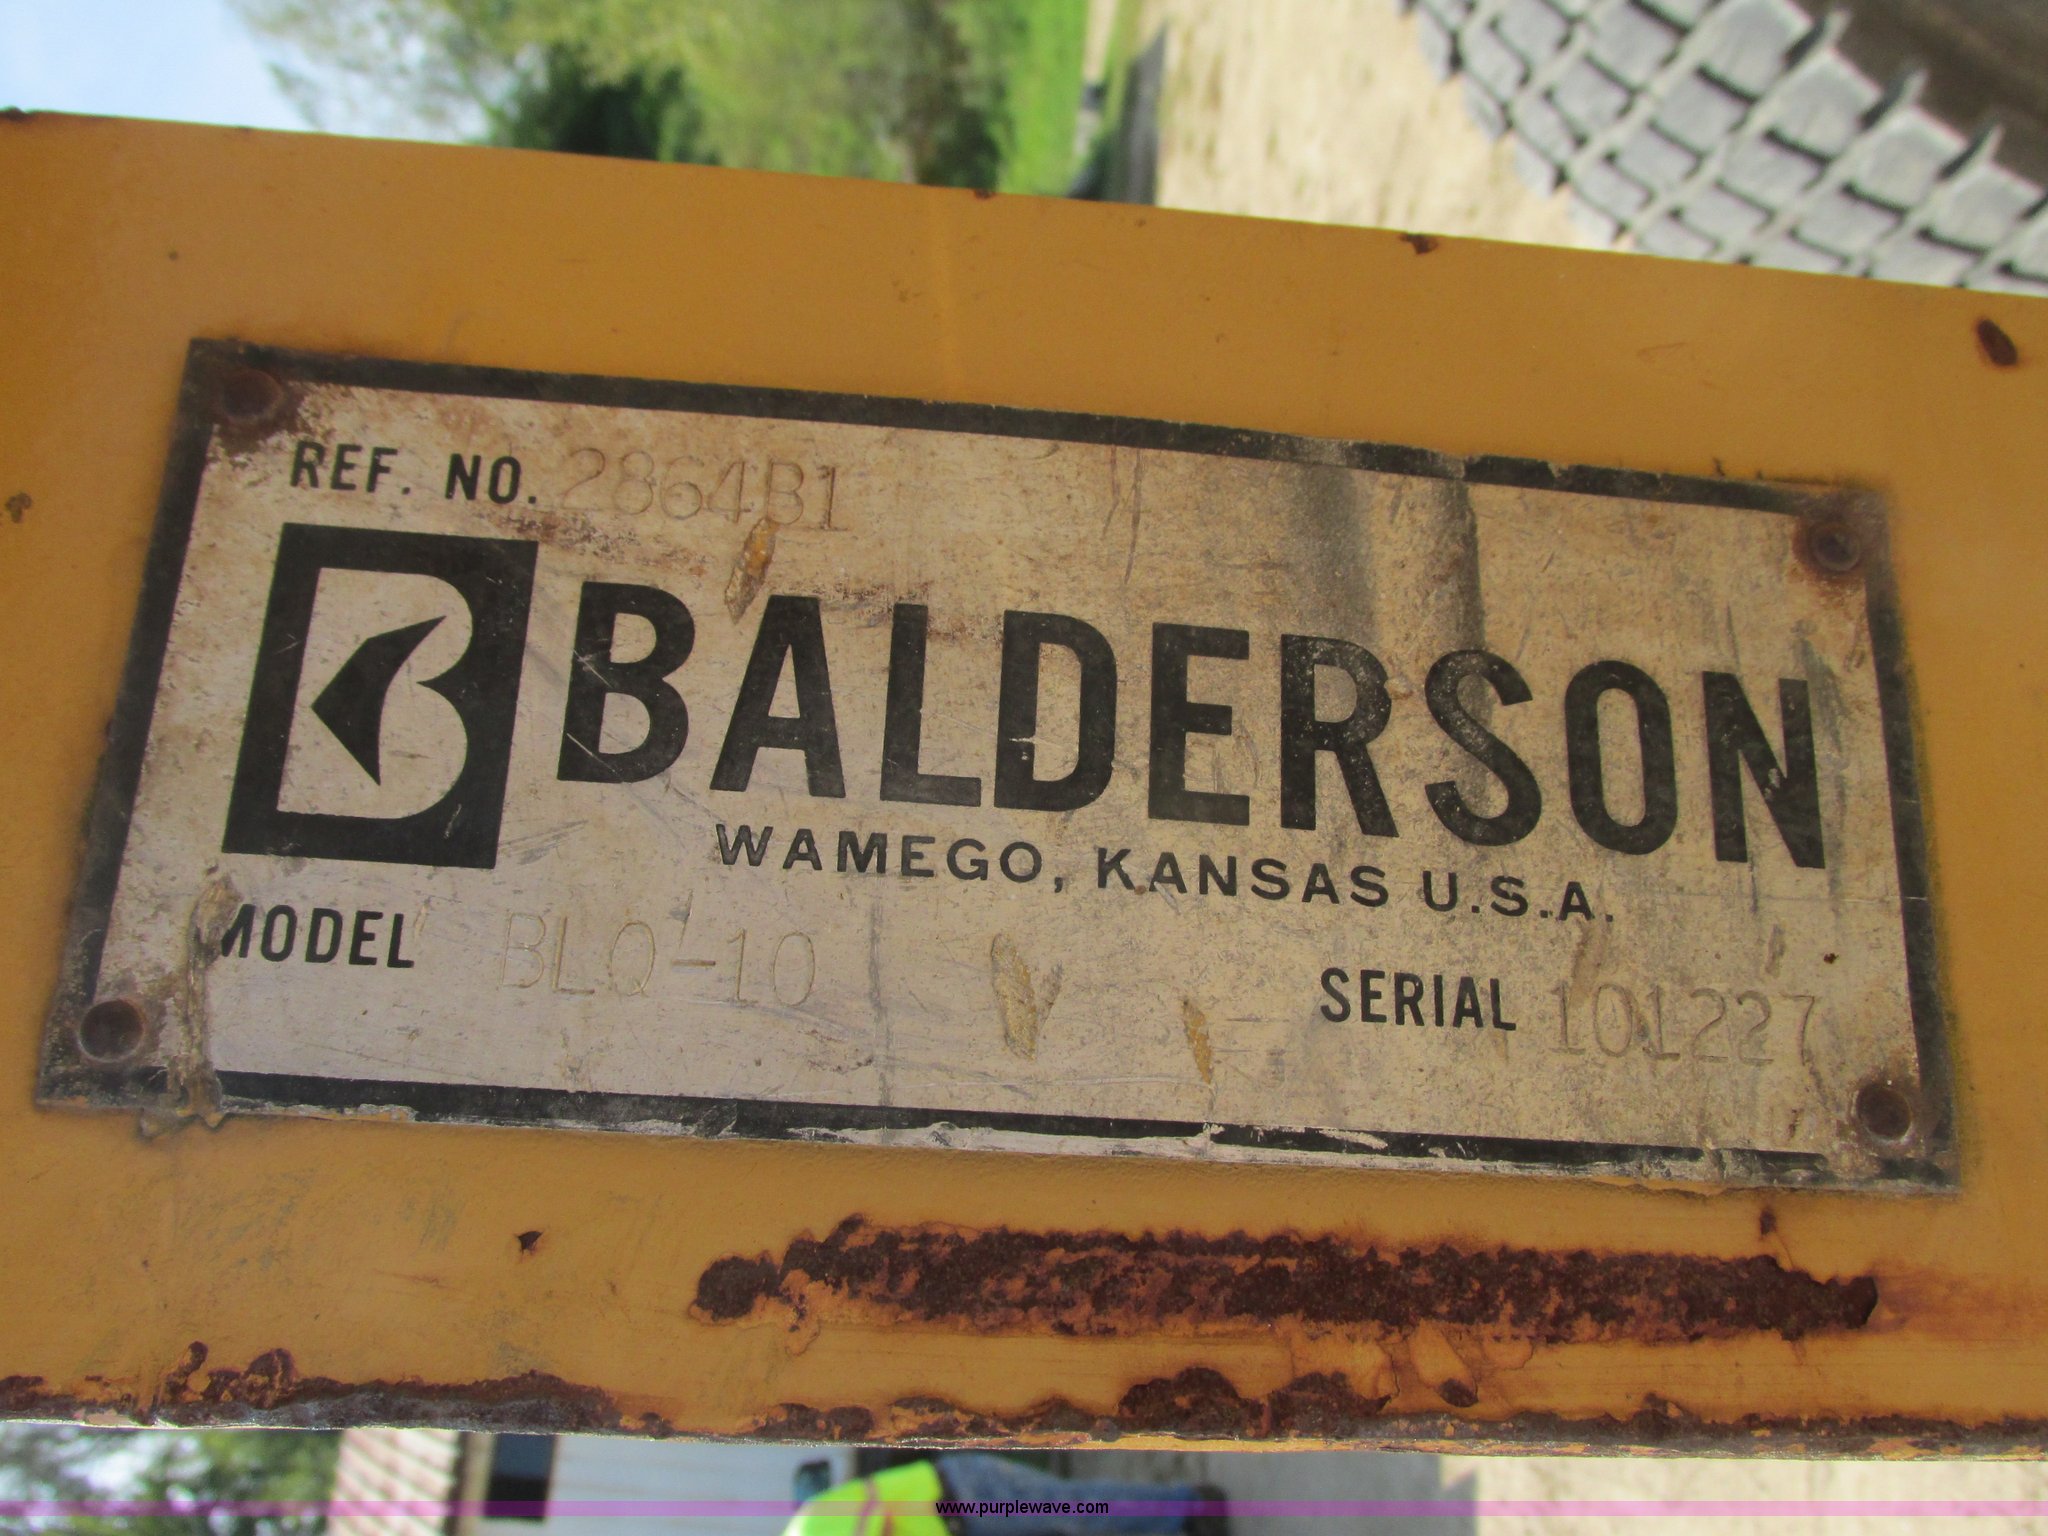 REF. NO. 2864B1
B BALDERSON
WAMEGO, KANSAS U.S.A.
MODEL BLQ-10
SERIAL 101227
www.purplewave.com